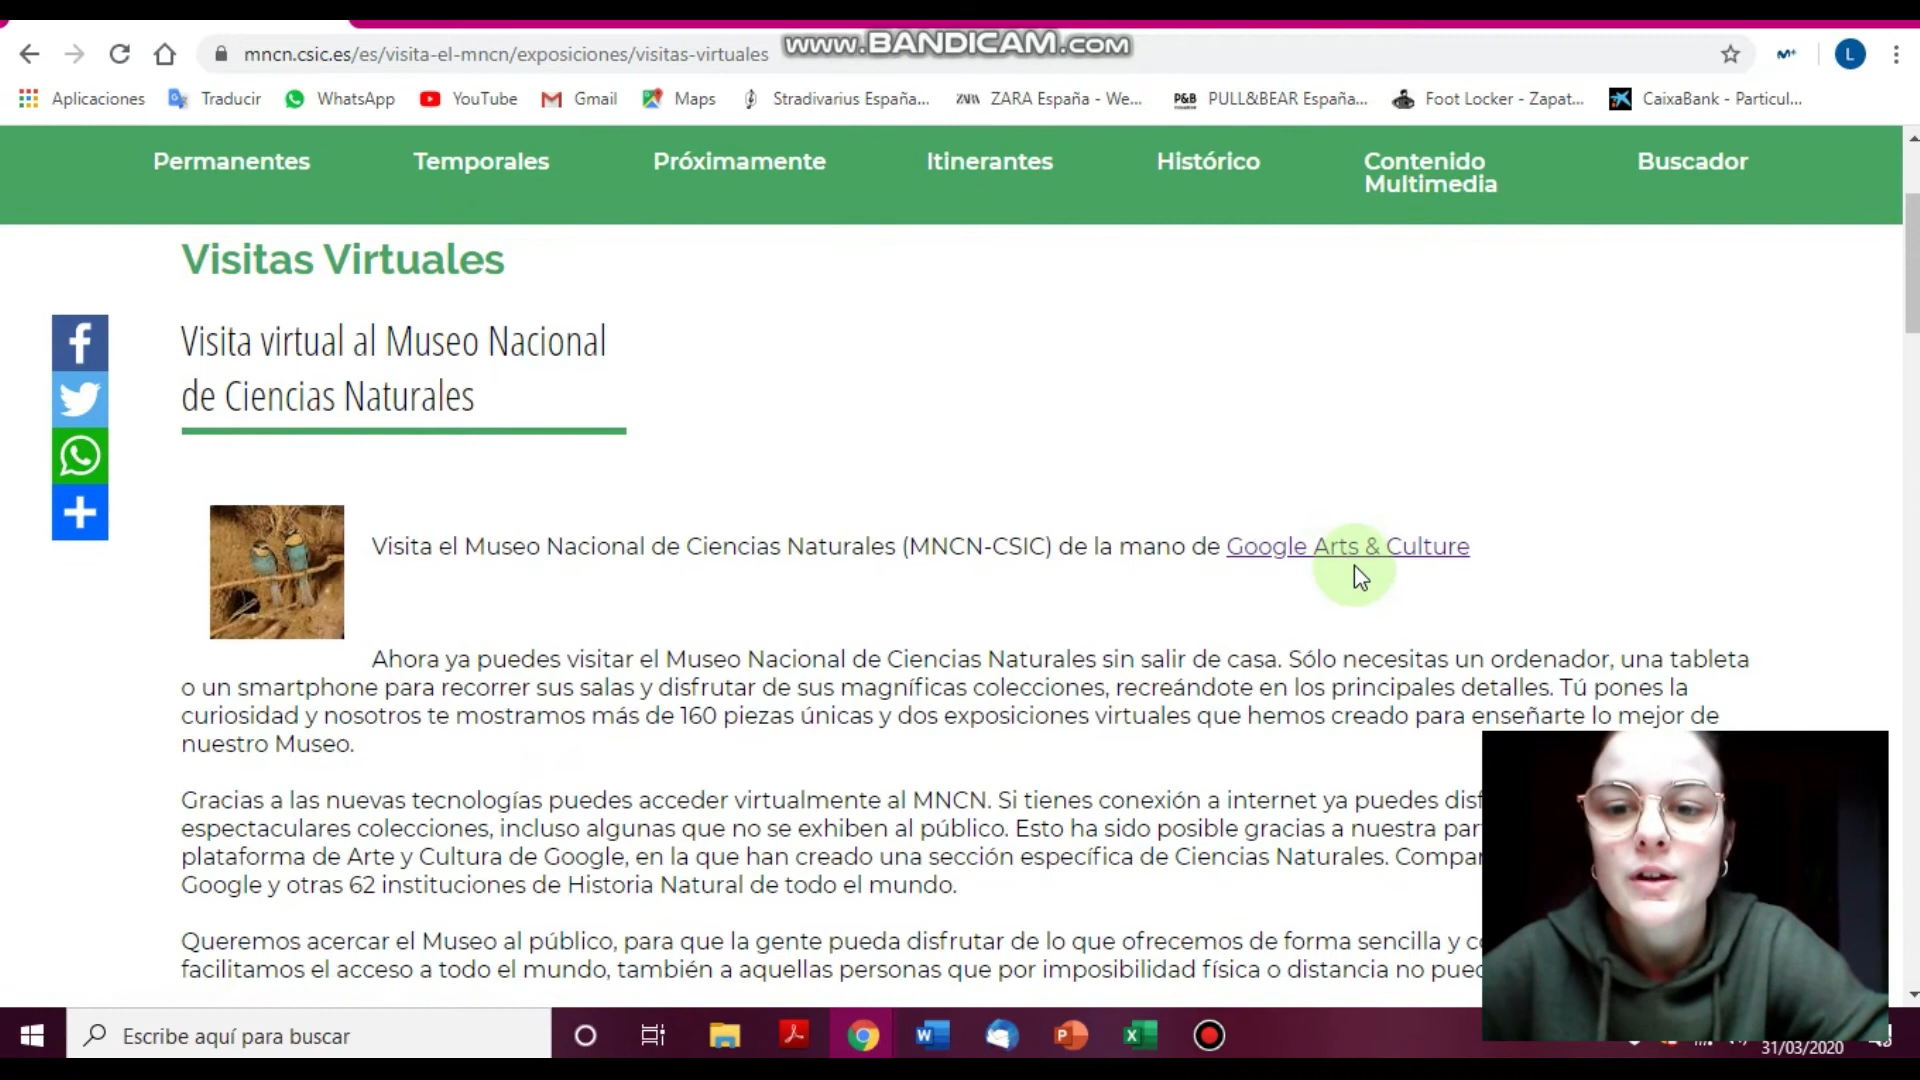 mncn.csic.es/es/visita-el-mncn/exposiciones/visitas-virtuales
www.BANDICAM.com
L
Aplicaciones Traducir WhatsApp YouTube Gmail Maps Stradivarius España... ZARA España - We... P&B PULL&BEAR España... Foot Locker - Zapat... CaixaBank - Particul...
Permanentes Temporales Próximamente Itinerantes Histórico Contenido Multimedia Buscador
Visitas Virtuales
Visita virtual al Museo Nacional
de Ciencias Naturales
Visita el Museo Nacional de Ciencias Naturales (MNCN-CSIC) de la mano de Google Arts & Culture
Ahora ya puedes visitar el Museo Nacional de Ciencias Naturales sin salir de casa. Sólo necesitas un ordenador, una tableta
o un smartphone para recorrer sus salas y disfrutar de sus magníficas colecciones, recreándote en los principales detalles. Tú pones la
curiosidad y nosotros te mostramos más de 160 piezas únicas y dos exposiciones virtuales que hemos creado para enseñarte lo mejor de
nuestro Museo.
Gracias a las nuevas tecnologías puedes acceder virtualmente al MNCN. Si tienes conexión a internet ya puedes
espectaculares colecciones, incluso algunas que no se exhiben al público. Esto ha sido posible gracias a nuestra
plataforma de Arte y Cultura de Google, en la que han creado una sección específica de Ciencias Naturales.
Google y otras 62 instituciones de Historia Natural de todo el mundo.
Queremos acercar el Museo al público, para que la gente pueda disfrutar de lo que ofrecemos de forma sencilla y
facilitamos el acceso a todo el mundo, también a aquellas personas que por imposibilidad física o distancia no
Escribe aquí para buscar
31/03/2020